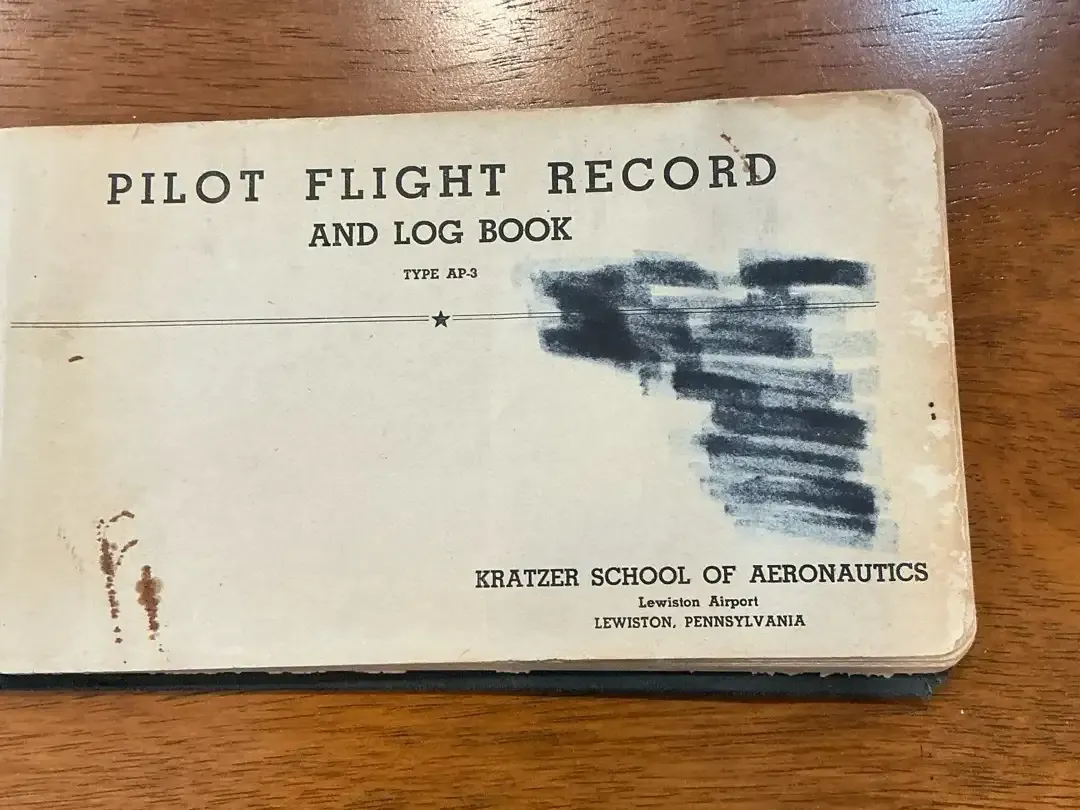 PILOT FLIGHT RECORD
AND LOG BOOK
TYPE AP-3
KRATZER SCHOOL OF AERONAUTICS
Lewiston Airport
LEWISTON, PENNSYLVANIA